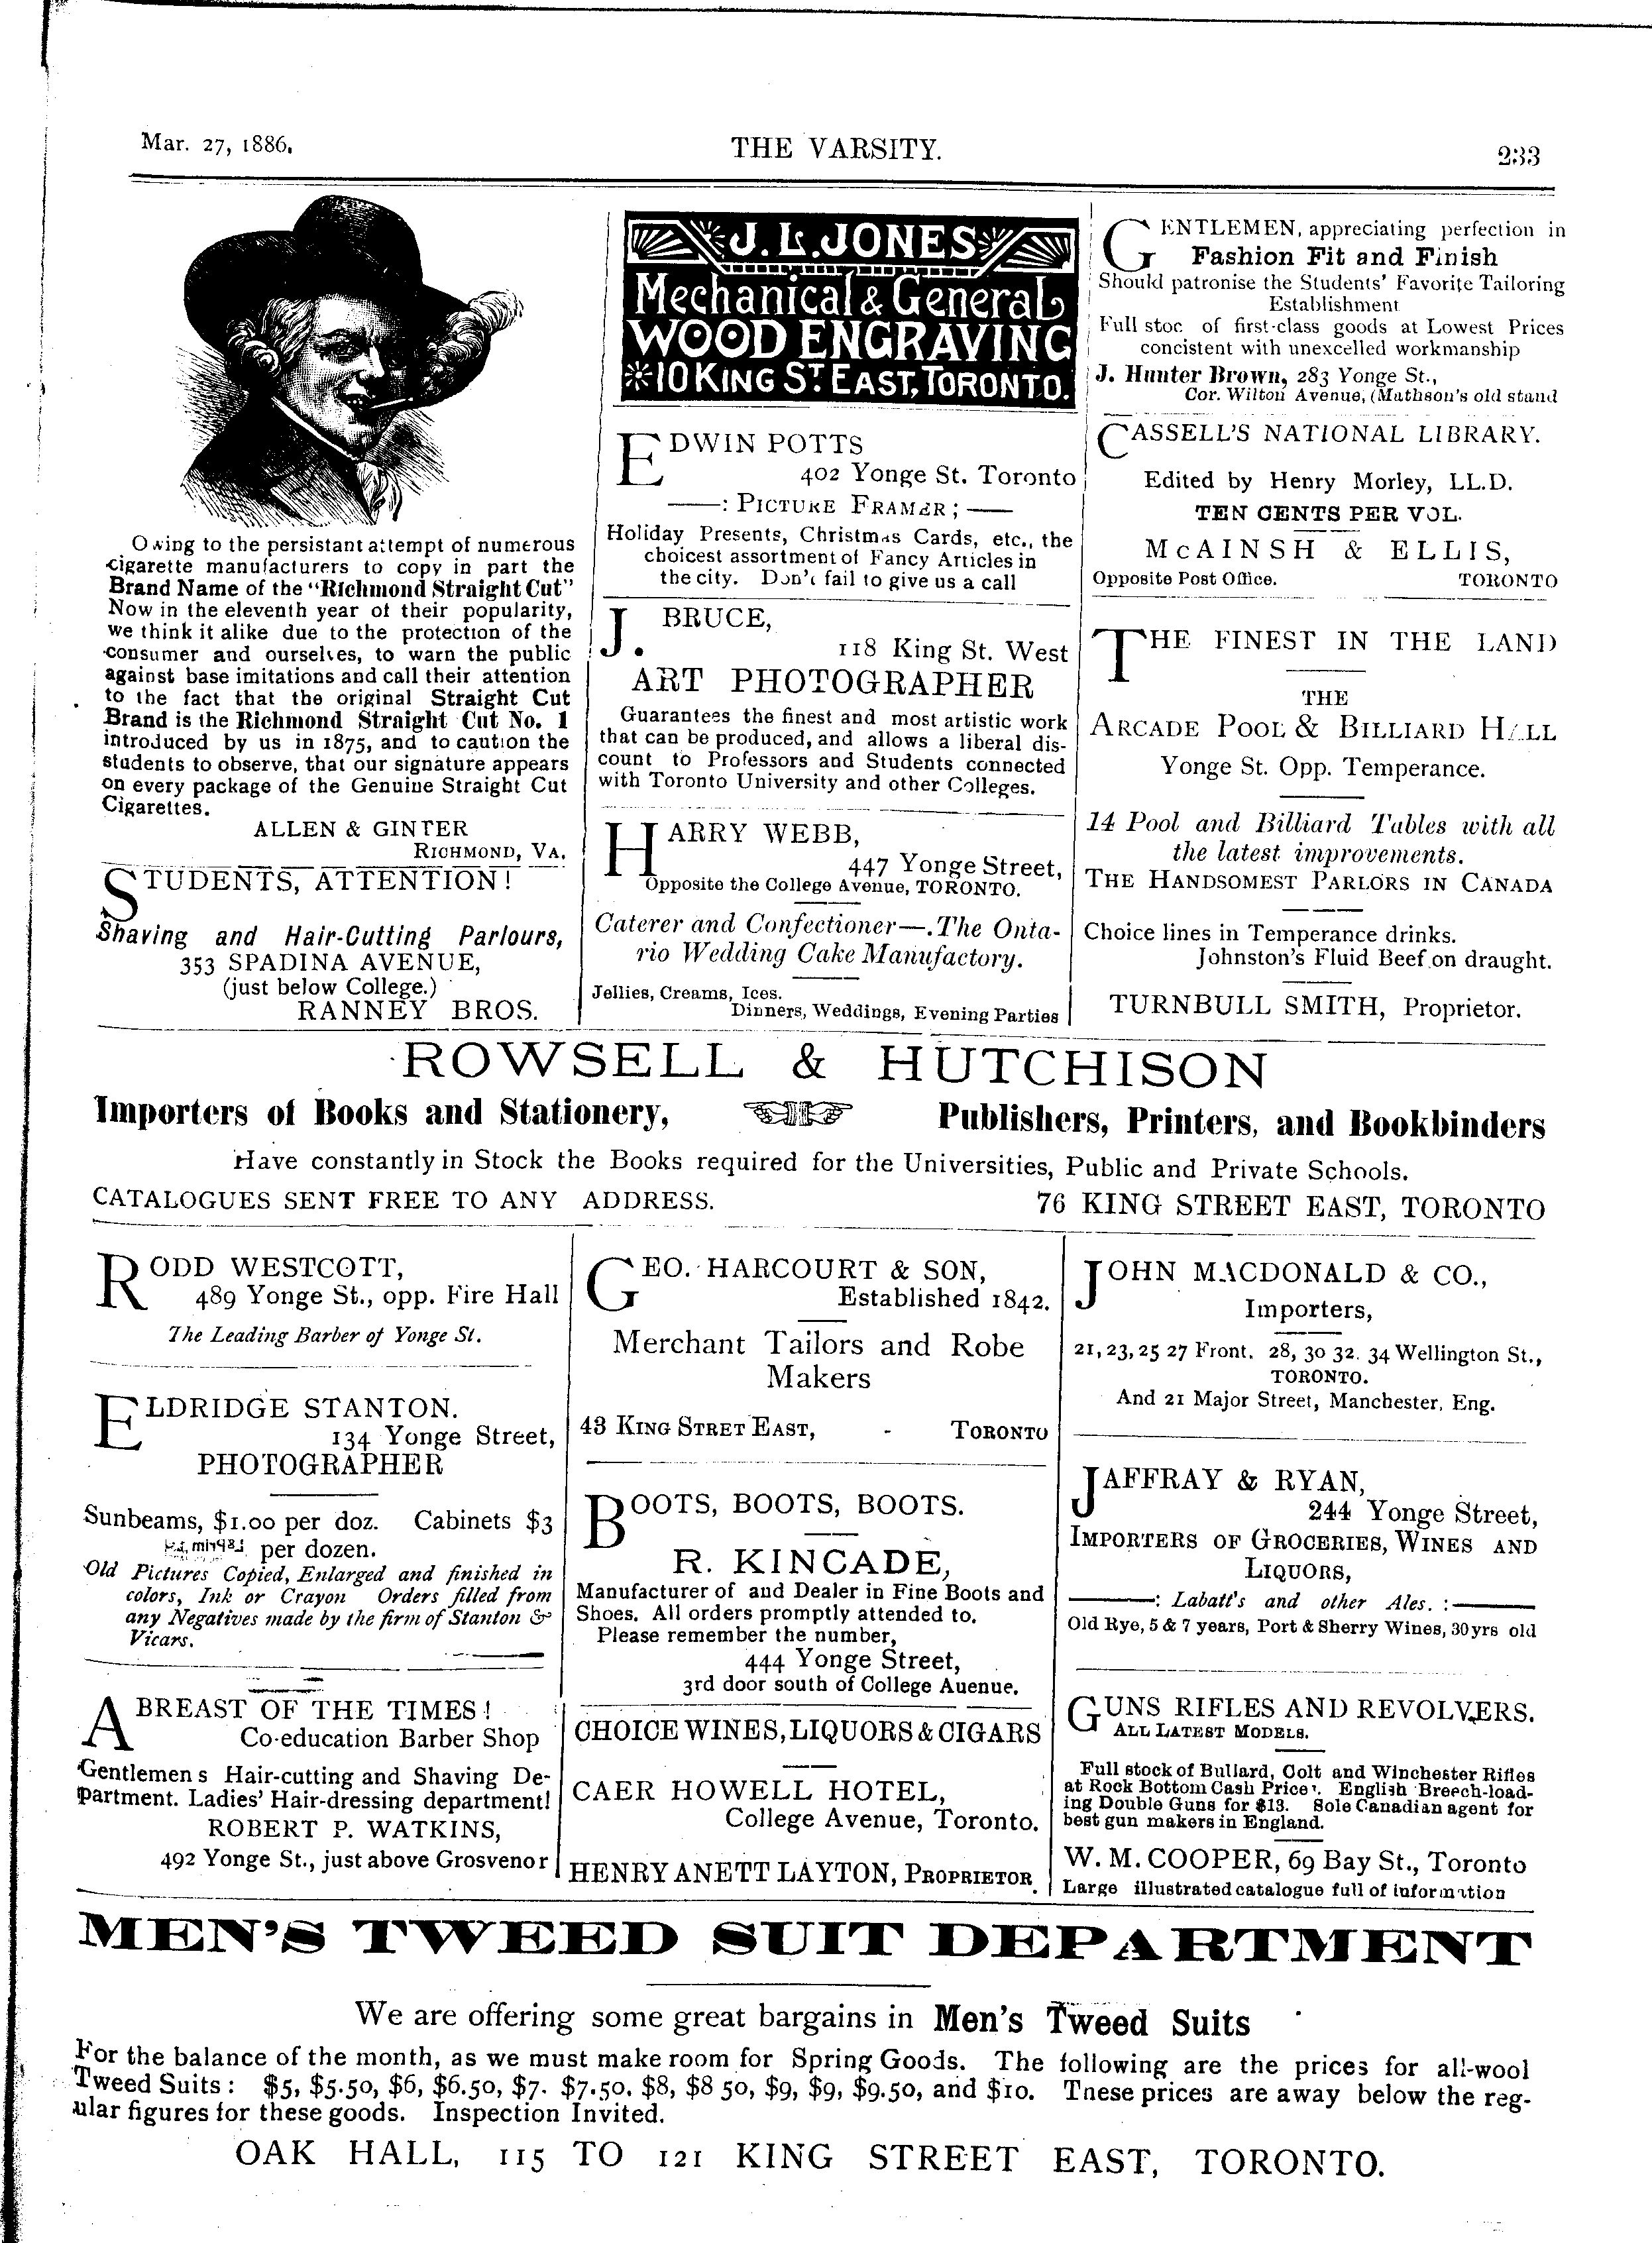 Mar. 27, 1886.
THE VARSITY.
233
Owing to the persistant attempt of numerous
cigarette manufacturers to copy in part the
Brand Name of the "Richmond Straight Cut"
Now in the eleventh year of their popularity,
we think it alike due to the protection of the
consumer and ourselves, to warn the public
against base imitations and call their attention
to the fact that the original Straight Cut
Brand is the Richmond Straight Cut No. 1
introduced by us in 1875, and to caution the
students to observe, that our signature appears
on every package of the Genuine Straight Cut
Cigarettes.
ALLEN & GINTER
RICHMOND, VA.
STUDENTS, ATTENTION!
Shaving and Hair-Cutting Parlours,
353 SPADINA AVENUE,
(just below College.)
RANNEY BROS.
J. L. JONES
Mechanical & General
WOOD ENGRAVING
10 KING ST. EAST, TORONTO.
EDWIN POTTS
402 Yonge St. Toronto
——: PICTURE FRAMER; ——
Holiday Presents, Christmas Cards, etc., the
choicest assortment of Fancy Articles in
the city. Don't fail to give us a call
J. BRUCE,
118 King St. West
ART PHOTOGRAPHER
Guarantees the finest and most artistic work
that can be produced, and allows a liberal dis-
count to Professors and Students connected
with Toronto University and other Colleges.
HARRY WEBB,
447 Yonge Street,
Opposite the College Avenue, TORONTO.
Caterer and Confectioner—.The Onta-
rio Wedding Cake Manufactory.
Jellies, Creams, Ices.
Dinners, Weddings, Evening Parties
GENTLEMEN, appreciating perfection in
Fashion Fit and Finish
Should patronise the Students' Favorite Tailoring
Establishment
Full stoc of first-class goods at Lowest Prices
concistent with unexcelled workmanship
J. Hunter Brown, 283 Yonge St.,
Cor. Wilton Avenue, (Mathson's old stand
CASSELL'S NATIONAL LIBRARY.
Edited by Henry Morley, LL.D.
TEN CENTS PER VOL.
McAINSH & ELLIS,
Opposite Post Office. TORONTO
THE FINEST IN THE LAND
THE
ARCADE POOL & BILLIARD HALL
Yonge St. Opp. Temperance.
14 Pool and Billiard Tables with all
the latest improvements.
THE HANDSOMEST PARLORS IN CANADA
Choice lines in Temperance drinks.
Johnston's Fluid Beef on draught.
TURNBULL SMITH, Proprietor.
ROWSELL & HUTCHISON
Importers of Books and Stationery, Publishers, Printers, and Bookbinders
Have constantly in Stock the Books required for the Universities, Public and Private Schools.
CATALOGUES SENT FREE TO ANY ADDRESS. 76 KING STREET EAST, TORONTO
RODD WESTCOTT,
489 Yonge St., opp. Fire Hall
The Leading Barber of Yonge St.
ELDRIDGE STANTON.
134 Yonge Street,
PHOTOGRAPHER
Sunbeams, $1.00 per doz. Cabinets $3
per dozen.
Old Pictures Copied, Enlarged and finished in
colors, Ink or Crayon Orders filled from
any Negatives made by the firm of Stanton &
Vicars.
ABREAST OF THE TIMES!
Co-education Barber Shop
Gentlemen s Hair-cutting and Shaving De-
partment. Ladies' Hair-dressing department!
ROBERT P. WATKINS,
492 Yonge St., just above Grosvenor
GEO. HARCOURT & SON,
Established 1842.
Merchant Tailors and Robe
Makers
43 KING STRET EAST, - TORONTO
BOOTS, BOOTS, BOOTS.
R. KINCADE,
Manufacturer of and Dealer in Fine Boots and
Shoes. All orders promptly attended to.
Please remember the number,
444 Yonge Street,
3rd door south of College Auenue.
CHOICE WINES, LIQUORS & CIGARS
CAER HOWELL HOTEL,
College Avenue, Toronto.
HENRY ANETT LAYTON, PROPRIETOR.
JOHN MACDONALD & CO.,
Importers,
21, 23, 25 27 Front. 28, 30 32. 34 Wellington St.,
TORONTO.
And 21 Major Street, Manchester, Eng.
JAFFRAY & RYAN,
244 Yonge Street,
IMPORTERS OF GROCERIES, WINES AND
LIQUORS,
——: Labatt's and other Ales. :——
Old Rye, 5 & 7 years, Port & Sherry Wines, 30 yrs old
GUNS RIFLES AND REVOLVERS.
ALL LATEST MODELS.
Full stock of Bullard, Colt and Winchester Rifles
at Rock Bottom Cash Prices. English Breech-load-
ing Double Guns for $13. Sole Canadian agent for
best gun makers in England.
W. M. COOPER, 69 Bay St., Toronto
Large illustrated catalogue full of information
MEN'S TWEED SUIT DEPARTMENT
We are offering some great bargains in Men's Tweed Suits
For the balance of the month, as we must make room for Spring Goods. The following are the prices for all-wool
Tweed Suits: $5, $5.50, $6, $6.50, $7. $7.50. $8, $8 50, $9, $9, $9.50, and $10. These prices are away below the reg-
ular figures for these goods. Inspection Invited.
OAK HALL, 115 TO 121 KING STREET EAST, TORONTO.